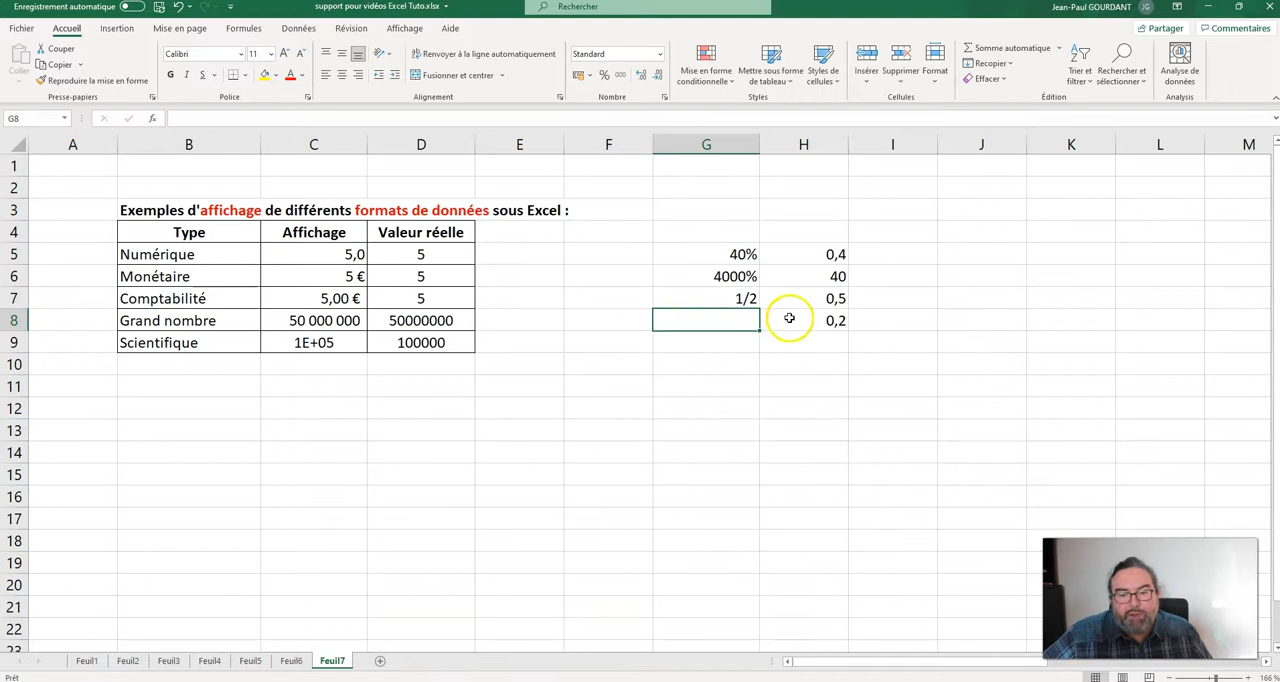 Enregistrement automatique
support pour vidéos Excel Tuto.xlsx
Rechercher
Jean-Paul GOURDANT
JG
Fichier Accueil Insertion Mise en page Formules Données Révision Affichage Aide
Partager
Commentaires
Coller
Couper
Copier
Reproduire la mise en forme
Presse-papiers
Calibri
11
G I S
Police
Renvoyer à la ligne automatiquement
Fusionner et centrer
Alignement
Standard
% 000
Nombre
Mise en forme conditionnelle
Mettre sous forme de tableau
Styles de cellules
Styles
Insérer Supprimer Format
Cellules
Somme automatique
Recopier
Effacer
Trier et filtrer
Rechercher et sélectionner
Édition
Analyse de données
Analysis
G8
fx
A B C D E F G H I J K L M
1
2
3 Exemples d'affichage de différents formats de données sous Excel :
4 Type Affichage Valeur réelle
5 Numérique 5,0 5 40% 0,4
6 Monétaire 5 € 5 4000% 40
7 Comptabilité 5,00 € 5 1/2 0,5
8 Grand nombre 50 000 000 50000000 0,2
9 Scientifique 1E+05 100000
10
11
12
13
14
15
16
17
18
19
20
21
22
23
Feuil1 Feuil2 Feuil3 Feuil4 Feuil5 Feuil6 Feuil7
Prêt
166 %